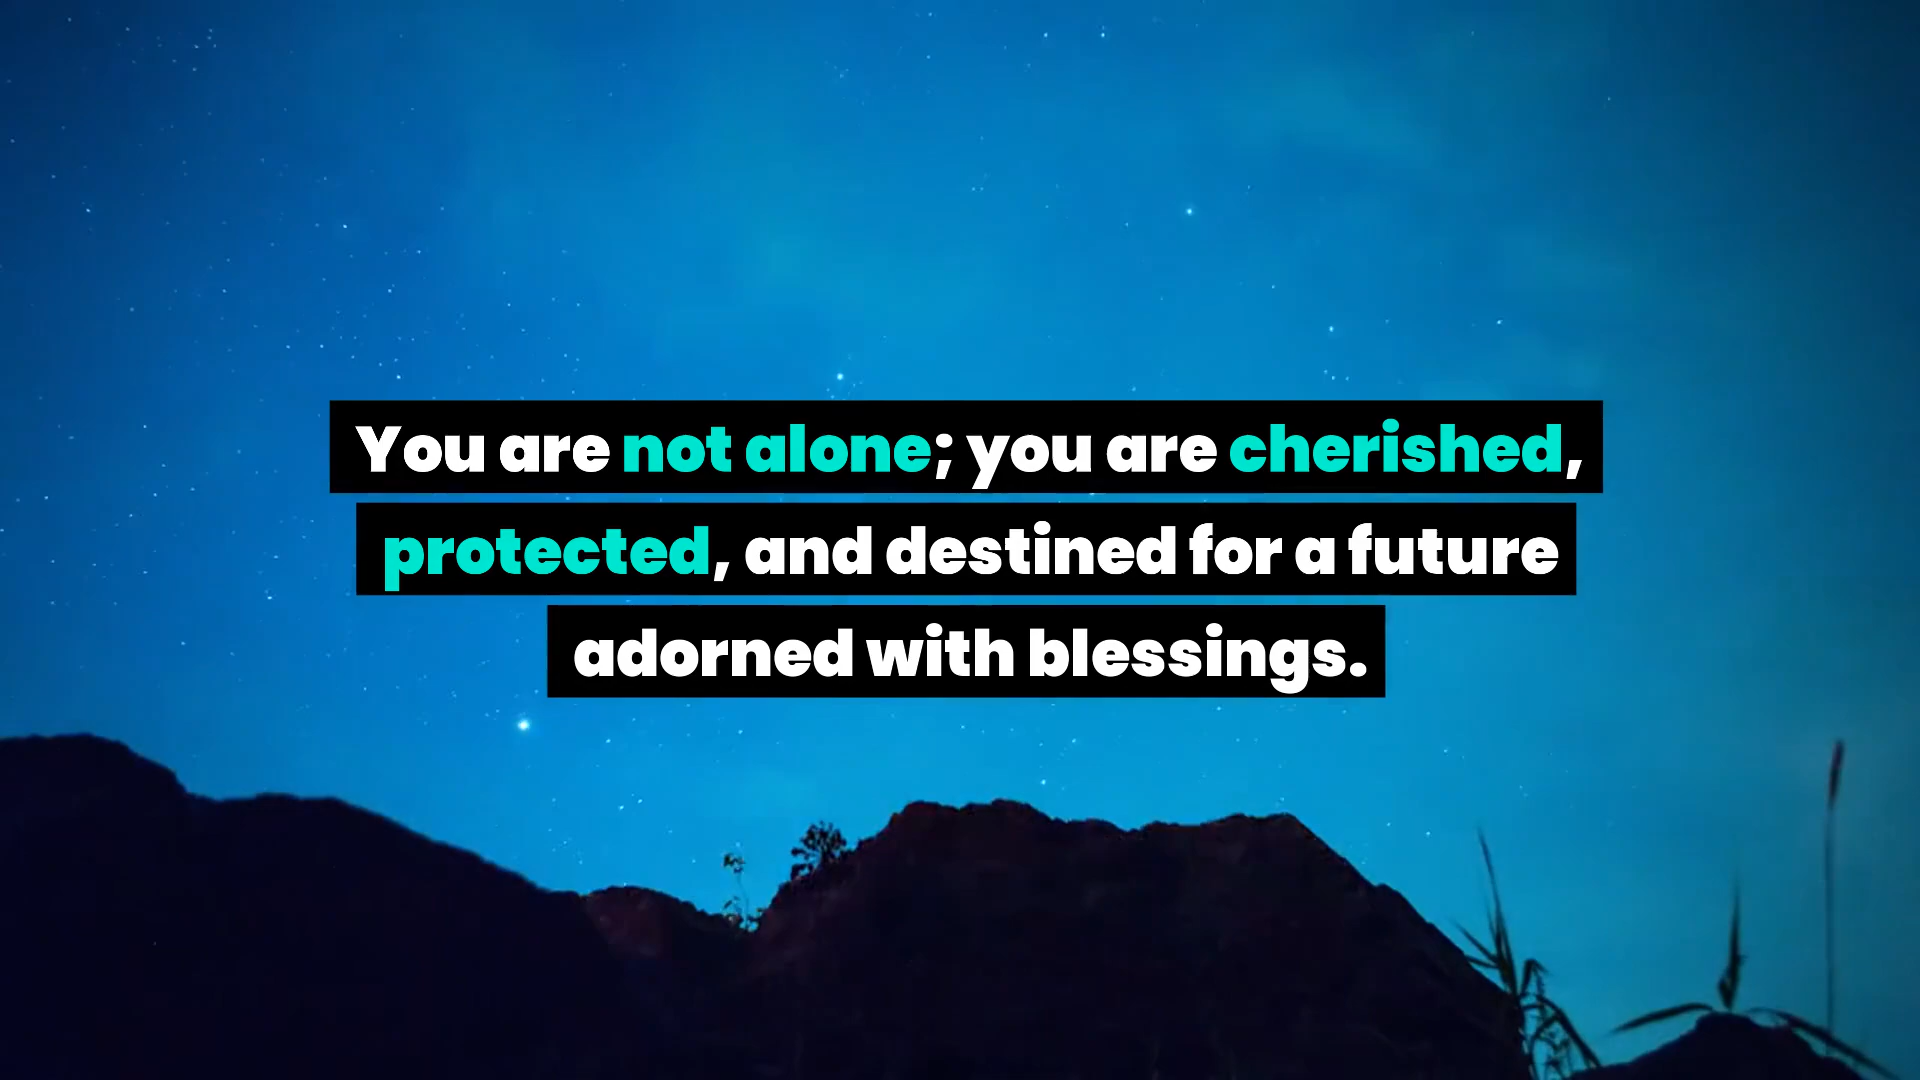 You are not alone; you are cherished,
protected, and destined for a future
adorned with blessings.